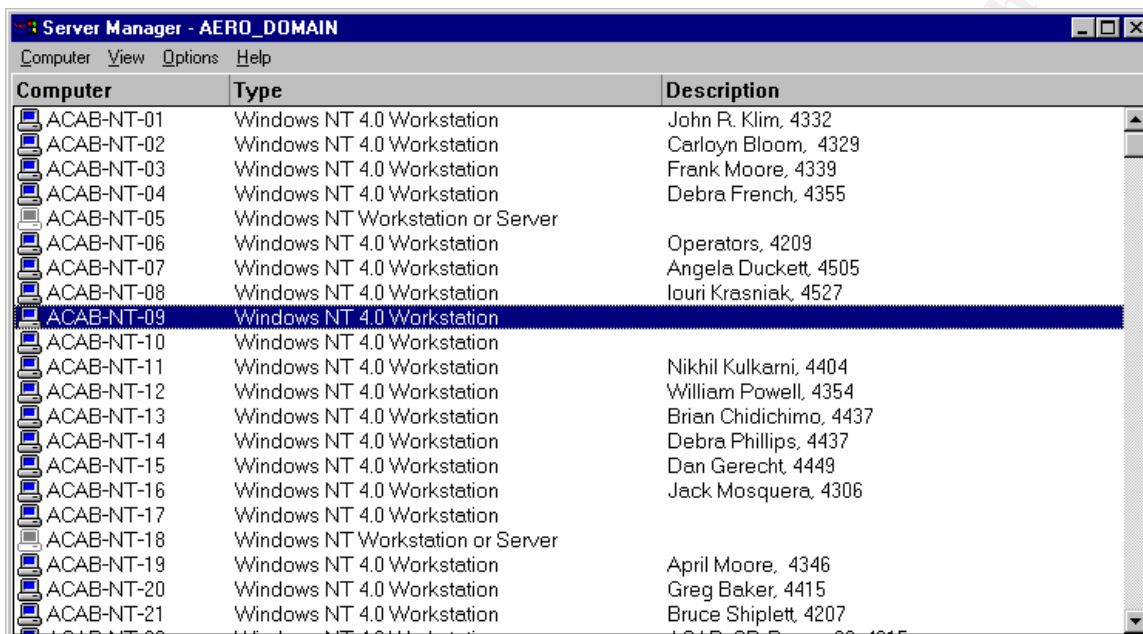 Server Manager - AERO_DOMAIN
Computer View Options Help
Computer Type Description
ACAB-NT-01 Windows NT 4.0 Workstation John R. Klim, 4332
ACAB-NT-02 Windows NT 4.0 Workstation Carloyn Bloom, 4329
ACAB-NT-03 Windows NT 4.0 Workstation Frank Moore, 4339
ACAB-NT-04 Windows NT 4.0 Workstation Debra French, 4355
ACAB-NT-05 Windows NT Workstation or Server
ACAB-NT-06 Windows NT 4.0 Workstation Operators, 4209
ACAB-NT-07 Windows NT 4.0 Workstation Angela Duckett, 4505
ACAB-NT-08 Windows NT 4.0 Workstation Iouri Krasniak, 4527
ACAB-NT-09 Windows NT 4.0 Workstation
ACAB-NT-10 Windows NT 4.0 Workstation
ACAB-NT-11 Windows NT 4.0 Workstation Nikhil Kulkarni, 4404
ACAB-NT-12 Windows NT 4.0 Workstation William Powell, 4354
ACAB-NT-13 Windows NT 4.0 Workstation Brian Chidichimo, 4437
ACAB-NT-14 Windows NT 4.0 Workstation Debra Phillips, 4437
ACAB-NT-15 Windows NT 4.0 Workstation Dan Gerecht, 4449
ACAB-NT-16 Windows NT 4.0 Workstation Jack Mosquera, 4306
ACAB-NT-17 Windows NT 4.0 Workstation
ACAB-NT-18 Windows NT Workstation or Server
ACAB-NT-19 Windows NT 4.0 Workstation April Moore, 4346
ACAB-NT-20 Windows NT 4.0 Workstation Greg Baker, 4415
ACAB-NT-21 Windows NT 4.0 Workstation Bruce Shiplett, 4207